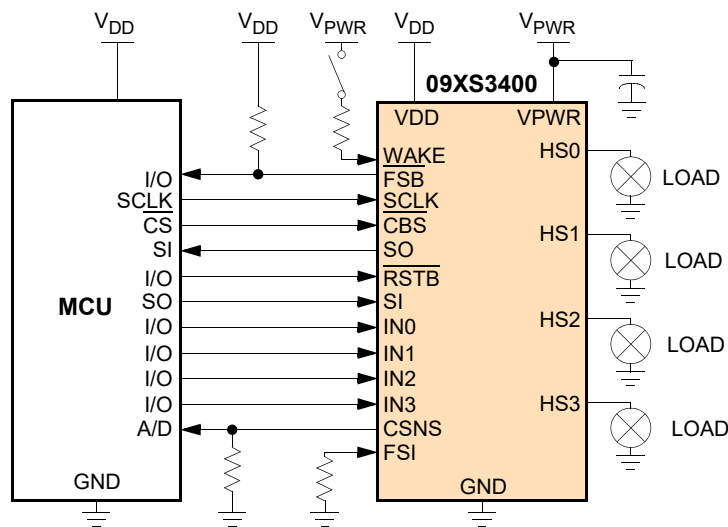 VDD VDD VPWR VDD VPWR
09XS3400
VDD VPWR
WAKE HS0
I/O FSB LOAD
SCLK SCLK
CS CBS
SI SO HS1
LOAD
I/O RSTB
MCU SO SI
I/O IN0 HS2
I/O IN1 LOAD
I/O IN2
I/O IN3 HS3
A/D CSNS LOAD
FSI
GND GND